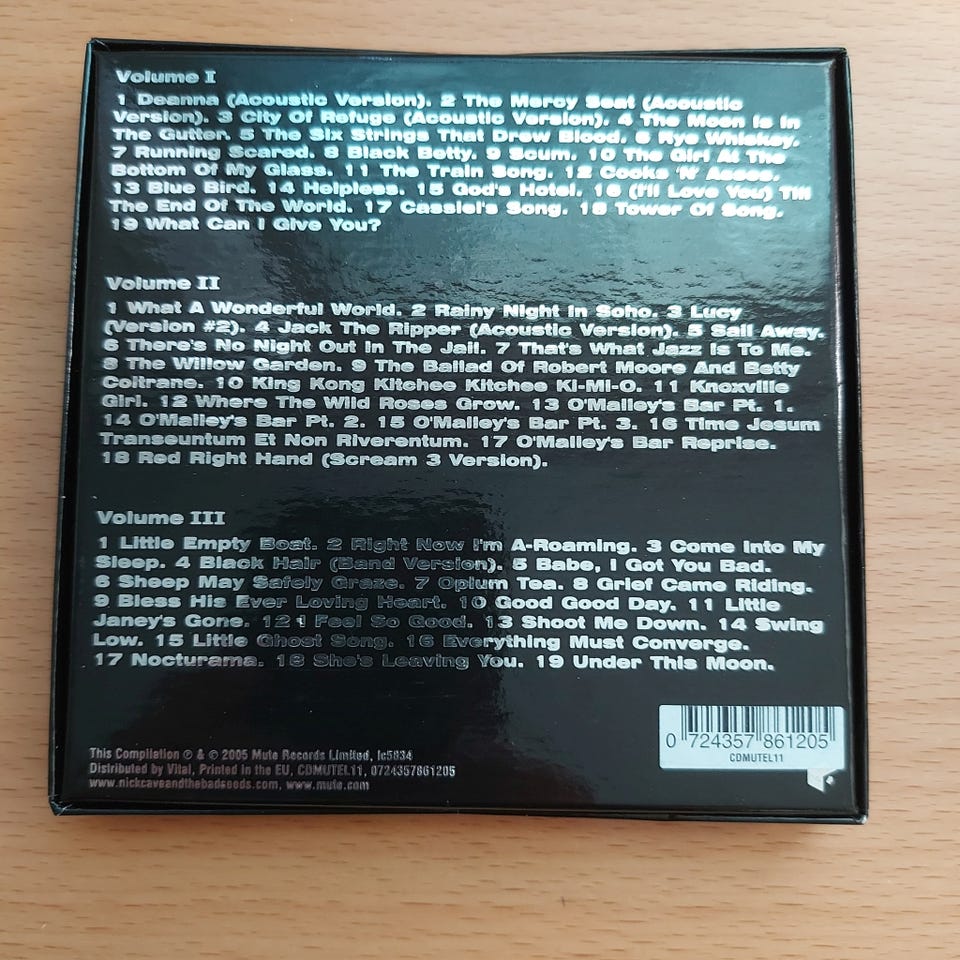 Volume I
1 Deanna (Acoustic Version). 2 The Mercy Seat (Acoustic
Version). 3 City Of Refuge (Acoustic Version). 4 The Moon Is In
The Gutter. 5 The Six Strings That Drew Blood. 6 Rye Whiskey.
7 Running Scared. 8 Black Betty. 9 Scum. 10 The Girl At The
Bottom Of My Glass. 11 The Train Song. 12 Cocks 'N' Asses.
13 Blue Bird. 14 Helpless. 15 God's Hotel. 16 (I'll Love You) Till
The End Of The World. 17 Cassiel's Song. 18 Tower Of Song.
19 What Can I Give You?
Volume II
1 What A Wonderful World. 2 Rainy Night In Soho. 3 Lucy
(Version #2). 4 Jack The Ripper (Acoustic Version). 5 Sail Away.
6 There's No Night Out In The Jail. 7 That's What Jazz Is To Me.
8 The Willow Garden. 9 The Ballad Of Robert Moore And Betty
Coltrane. 10 King Kong Kitchee Kitchee Ki-Mi-O. 11 Knoxville
Girl. 12 Where The Wild Roses Grow. 13 O'Malley's Bar Pt. 1.
14 O'Malley's Bar Pt. 2. 15 O'Malley's Bar Pt. 3. 16 Time Jesum
Transeuntum Et Non Riverentum. 17 O'Malley's Bar Reprise.
18 Red Right Hand (Scream 3 Version).
Volume III
1 Little Empty Boat. 2 Right Now I'm A-Roaming. 3 Come Into My
Sleep. 4 Black Hair (Band Version). 5 Babe, I Got You Bad.
6 Sheep May Safely Graze. 7 Opium Tea. 8 Grief Came Riding.
9 Bless His Ever Loving Heart. 10 Good Good Day. 11 Little
Janey's Gone. 12 I Feel So Good. 13 Shoot Me Down. 14 Swing
Low. 15 Little Ghost Song. 16 Everything Must Converge.
17 Nocturama. 18 She's Leaving You. 19 Under This Moon.
This Compilation ℗ & © 2005 Mute Records Limited, lc5834
Distributed by Vital, Printed in the EU, CDMUTEL11, 0724357861205
www.nickcaveandthebadseeds.com, www.mute.com
0 724357 861205
CDMUTEL11